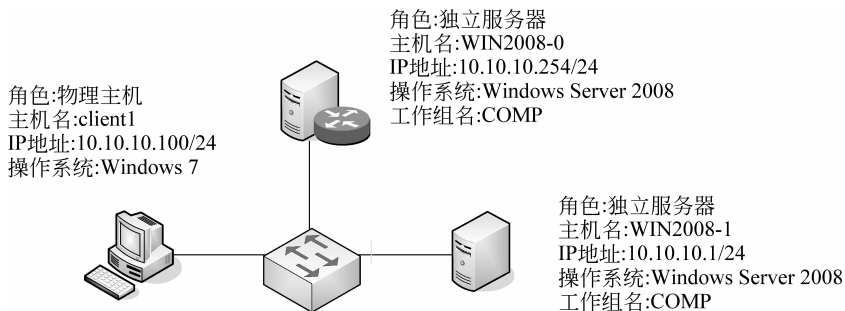 角色:独立服务器
主机名:WIN2008-0
IP地址:10.10.10.254/24
操作系统:Windows Server 2008
工作组名:COMP
角色:物理主机
主机名:client1
IP地址:10.10.10.100/24
操作系统:Windows 7
角色:独立服务器
主机名:WIN2008-1
IP地址:10.10.10.1/24
操作系统:Windows Server 2008
工作组名:COMP